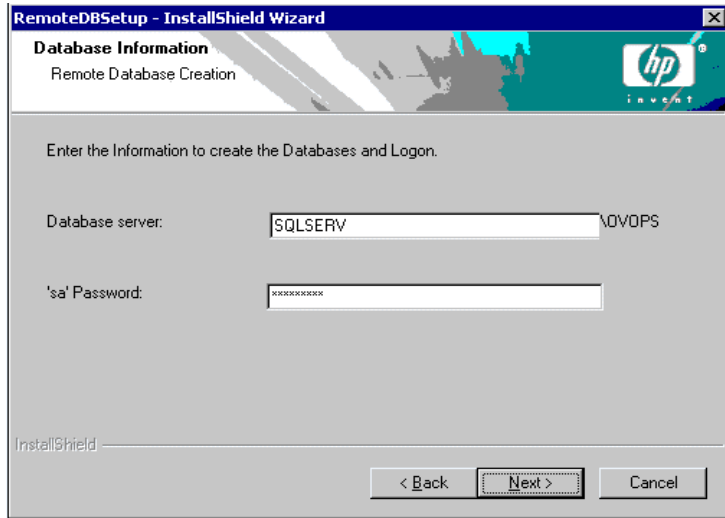 RemoteDBSetup - InstallShield Wizard
Database Information
Remote Database Creation
hp
®
invent
Enter the Information to create the Databases and Logon.
Database server: SQLSERV \OVOPS
'sa' Password: *********
InstallShield
< Back Next > Cancel